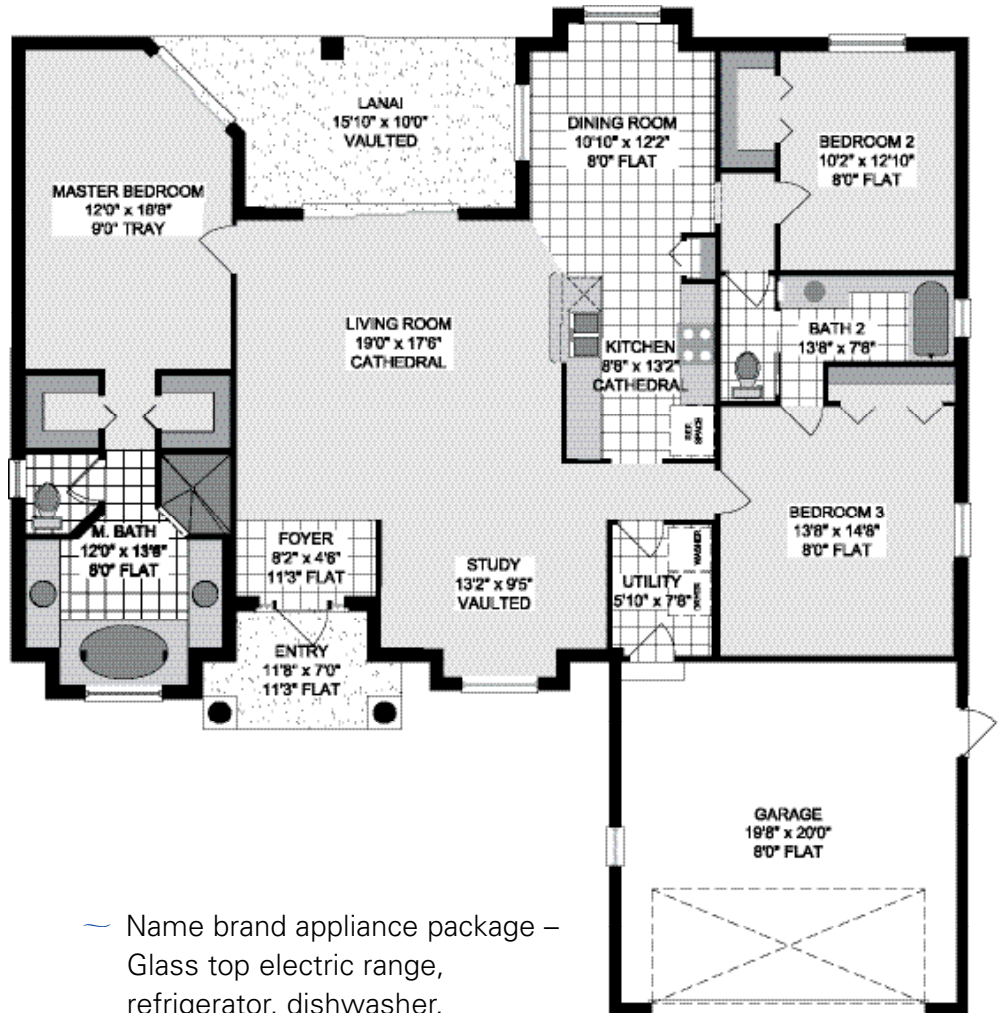 LANAI
15'10" x 10'0"
VAULTED
DINING ROOM
10'10" x 12'2"
8'0" FLAT
BEDROOM 2
10'2" x 12'10"
8'0" FLAT
MASTER BEDROOM
12'0" x 18'8"
9'0" TRAY
LIVING ROOM
19'0" x 17'6"
CATHEDRAL
KITCHEN
8'8" x 13'2"
CATHEDRAL
BATH 2
13'8" x 7'8"
REF.
SPACE
M. BATH
12'0" x 13'6"
8'0" FLAT
FOYER
8'2" x 4'6"
11'3" FLAT
STUDY
13'2" x 9'5"
VAULTED
UTILITY
5'10" x 7'8"
WASHER
DRYER
BEDROOM 3
13'8" x 14'8"
8'0" FLAT
ENTRY
11'8" x 7'0"
11'3" FLAT
GARAGE
19'8" x 20'0"
8'0" FLAT
~ Name brand appliance package –
Glass top electric range,
refrigerator, dishwasher,